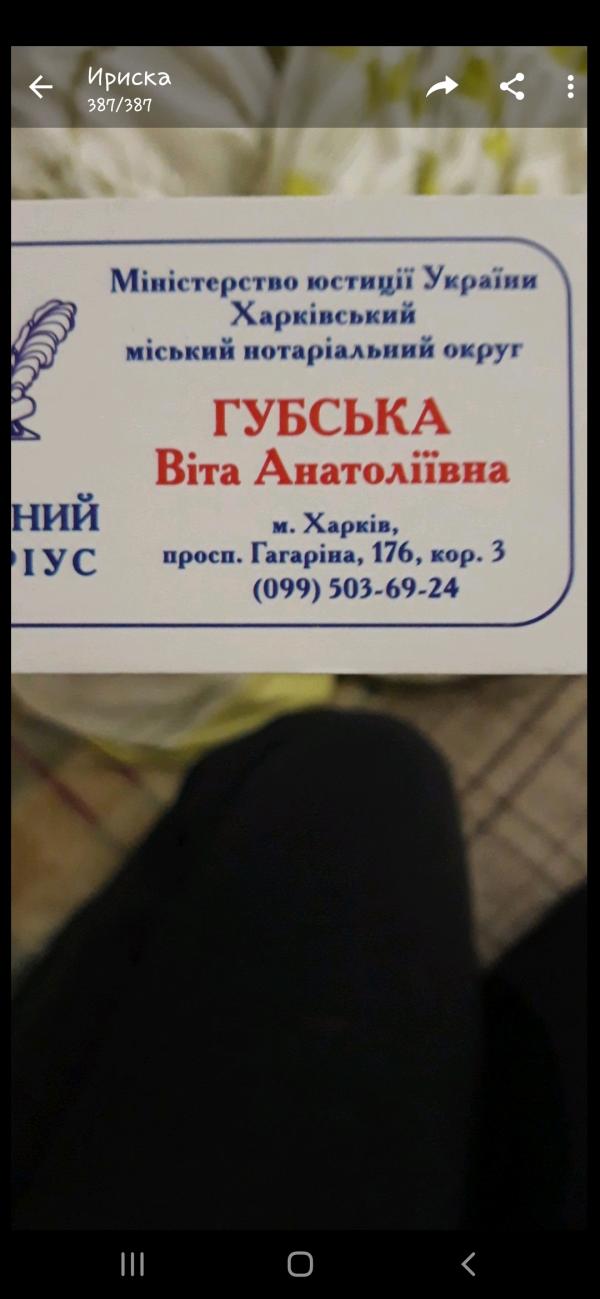 Ириска
387/387
Міністерство юстиції України
Харківський
міський нотаріальний округ
ГУБСЬКА
Віта Анатоліївна
НИЙ
ІУС
м. Харків,
просп. Гагаріна, 176, кор. 3
(099) 503-69-24